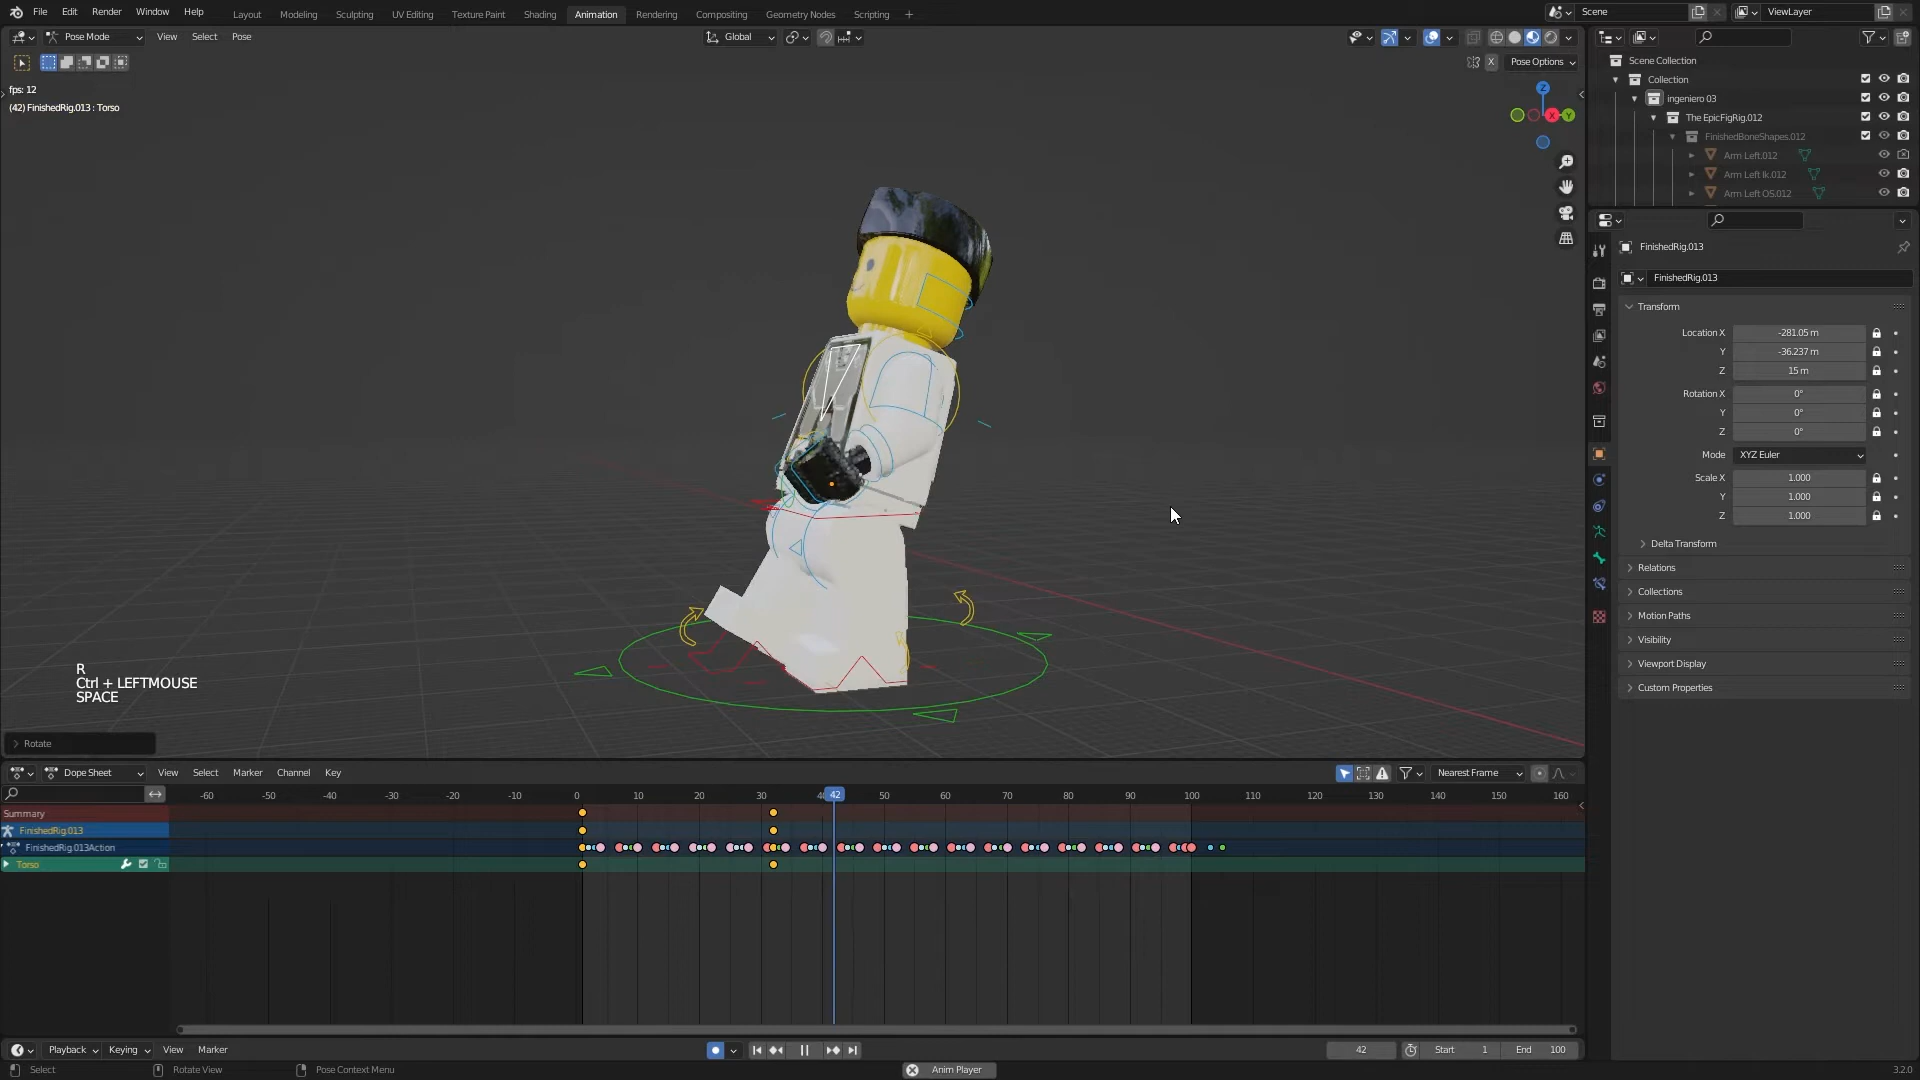 File Edit Render Window Help Layout Modeling Sculpting UV Editing Texture Paint Shading Animation Rendering Compositing Geometry Nodes Scripting + Scene ViewLayer
Pose Mode View Select Pose Global
X Pose Options
fps: 12
(42) FinishedRig.013 : Torso
Z
X
Y
R
Ctrl + LEFTMOUSE
SPACE
Rotate
Scene Collection
Collection
ingeniero 03
The EpicFigRig.012
FinishedBoneShapes.012
Arm Left.012
Arm Left Ik.012
Arm Left OS.012
FinishedRig.013
FinishedRig.013
Transform
Location X -281.05 m
Y -36.237 m
Z 15 m
Rotation X 0°
Y 0°
Z 0°
Mode XYZ Euler
Scale X 1.000
Y 1.000
Z 1.000
Delta Transform
Relations
Collections
Motion Paths
Visibility
Viewport Display
Custom Properties
Dope Sheet View Select Marker Channel Key Nearest Frame
-60 -50 -40 -30 -20 -10 0 10 20 30 42 50 60 70 80 90 100 110 120 130 140 150 160
Summary
FinishedRig.013
FinishedRig.013Action
Torso
Playback Keying View Marker 42 Start 1 End 100
Select Rotate View Pose Context Menu Anim Player 3.2.0